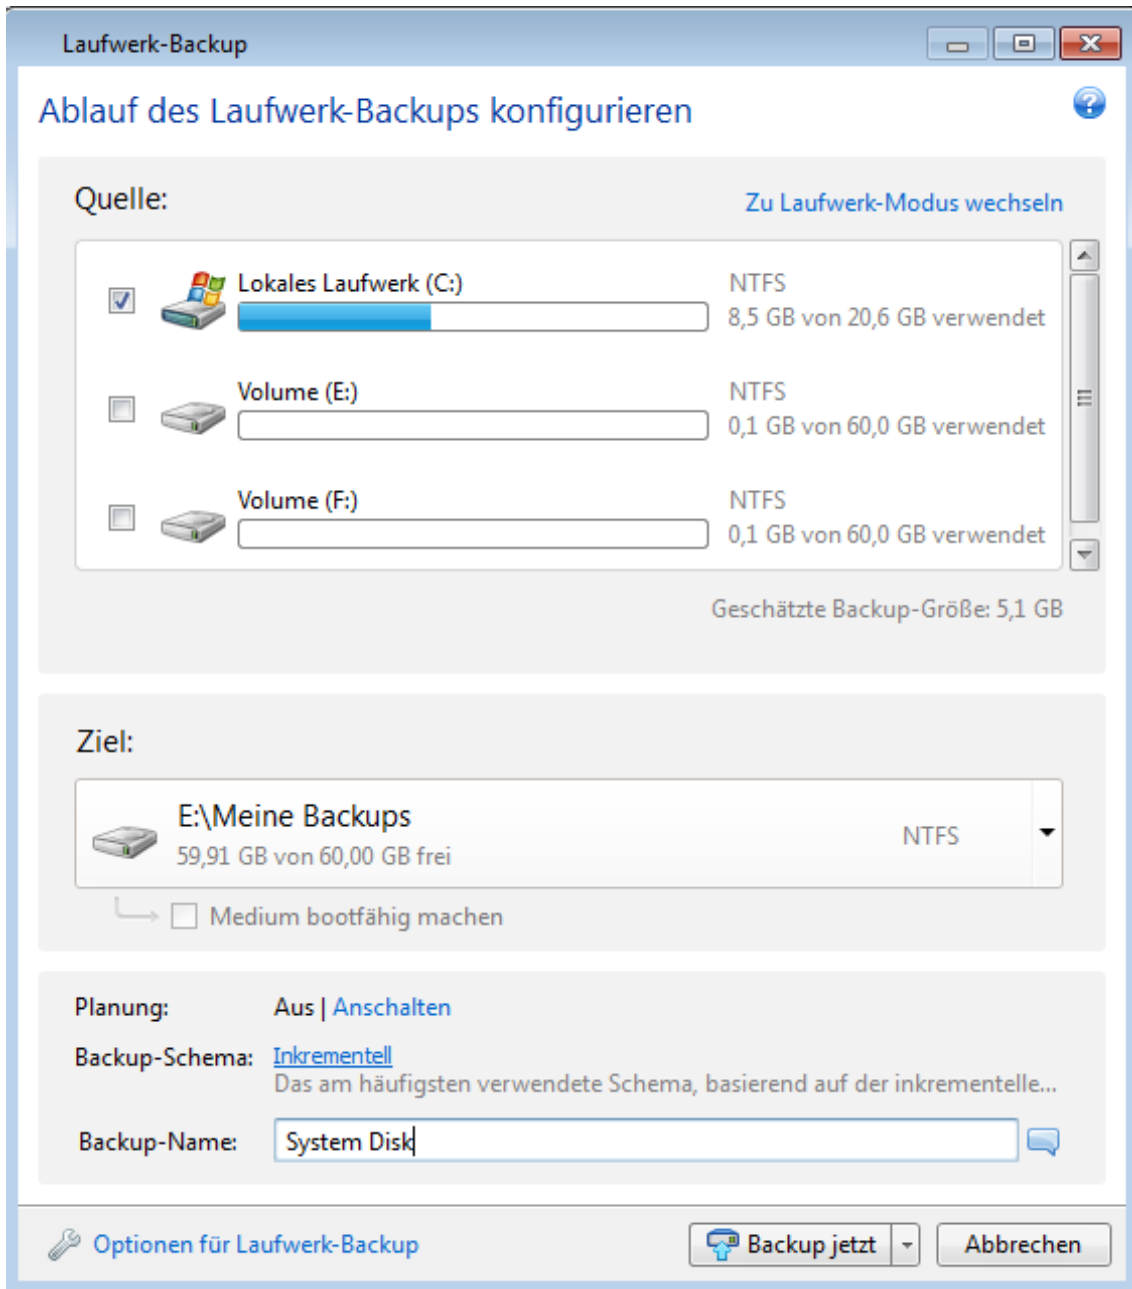 Laufwerk-Backup
Ablauf des Laufwerk-Backups konfigurieren
Quelle:
Zu Laufwerk-Modus wechseln
Lokales Laufwerk (C:)
NTFS
8,5 GB von 20,6 GB verwendet
Volume (E:)
NTFS
0,1 GB von 60,0 GB verwendet
Volume (F:)
NTFS
0,1 GB von 60,0 GB verwendet
Geschätzte Backup-Größe: 5,1 GB
Ziel:
E:\Meine Backups
59,91 GB von 60,00 GB frei
NTFS
Medium bootfähig machen
Planung: Aus | Anschalten
Backup-Schema: Inkrementell
Das am häufigsten verwendete Schema, basierend auf der inkrementelle...
Backup-Name: System Disk
Optionen für Laufwerk-Backup
Backup jetzt
Abbrechen